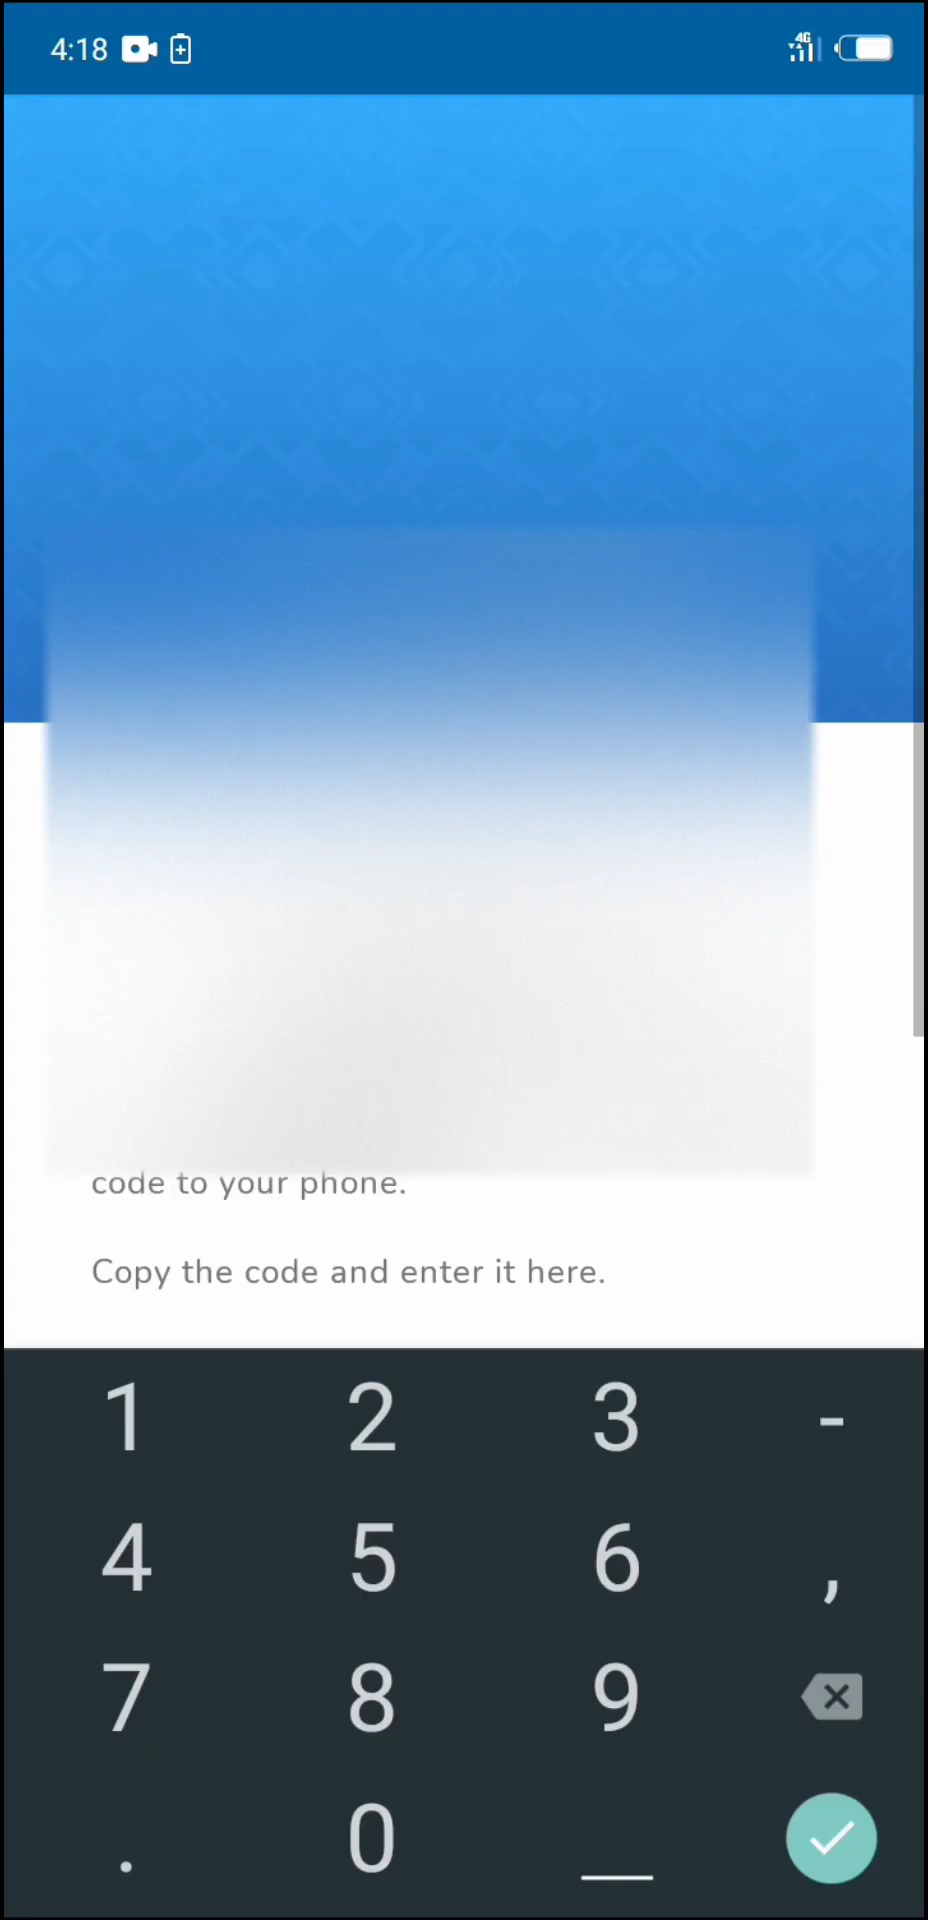 4:18
4G
code to your phone.
Copy the code and enter it here.
1 2 3 -
4 5 6 ,
7 8 9
. 0 _